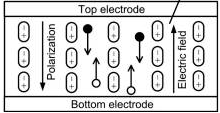 Top electrode
Polarization
Electric field
Bottom electrode